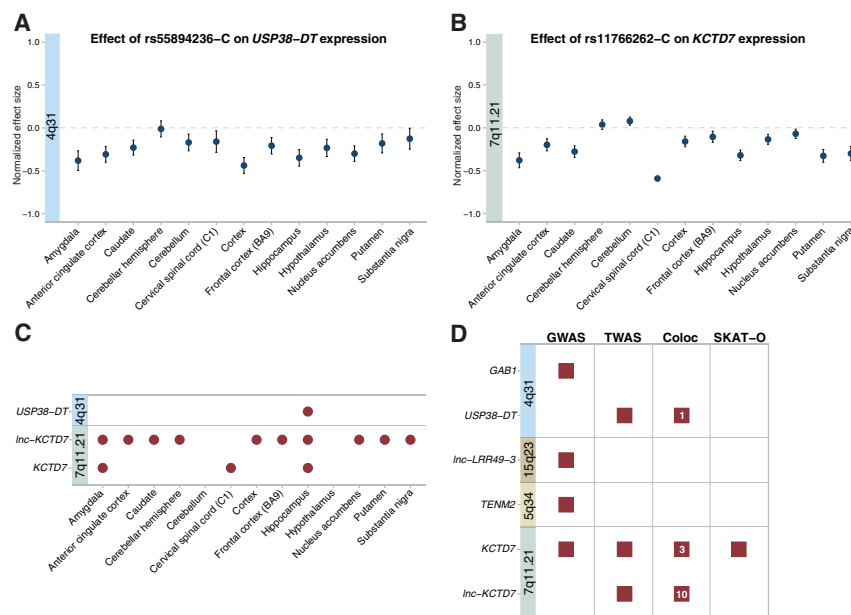 A
Effect of rs55894236−C on USP38−DT expression
4q31
Normalized effect size
1.0
0.5
0.0
−0.5
−1.0
Amygdala
Anterior cingulate cortex
Caudate
Cerebellar hemisphere
Cerebellum
Cervical spinal cord (C1)
Cortex
Frontal cortex (BA9)
Hippocampus
Hypothalamus
Nucleus accumbens
Putamen
Substantia nigra
B
Effect of rs11766262−C on KCTD7 expression
7q11.21
Normalized effect size
1.0
0.5
0.0
−0.5
−1.0
Amygdala
Anterior cingulate cortex
Caudate
Cerebellar hemisphere
Cerebellum
Cervical spinal cord (C1)
Cortex
Frontal cortex (BA9)
Hippocampus
Hypothalamus
Nucleus accumbens
Putamen
Substantia nigra
C
USP38−DT
lnc−KCTD7
KCTD7
4q31
7q11.21
Amygdala
Anterior cingulate cortex
Caudate
Cerebellar hemisphere
Cerebellum
Cervical spinal cord (C1)
Cortex
Frontal cortex (BA9)
Hippocampus
Hypothalamus
Nucleus accumbens
Putamen
Substantia nigra
D
GWAS TWAS Coloc SKAT−O
GAB1
4q31
USP38−DT 1
lnc−LRR49−3 15q23
TENM2 5q34
KCTD7 3
7q11.21
lnc−KCTD7 10